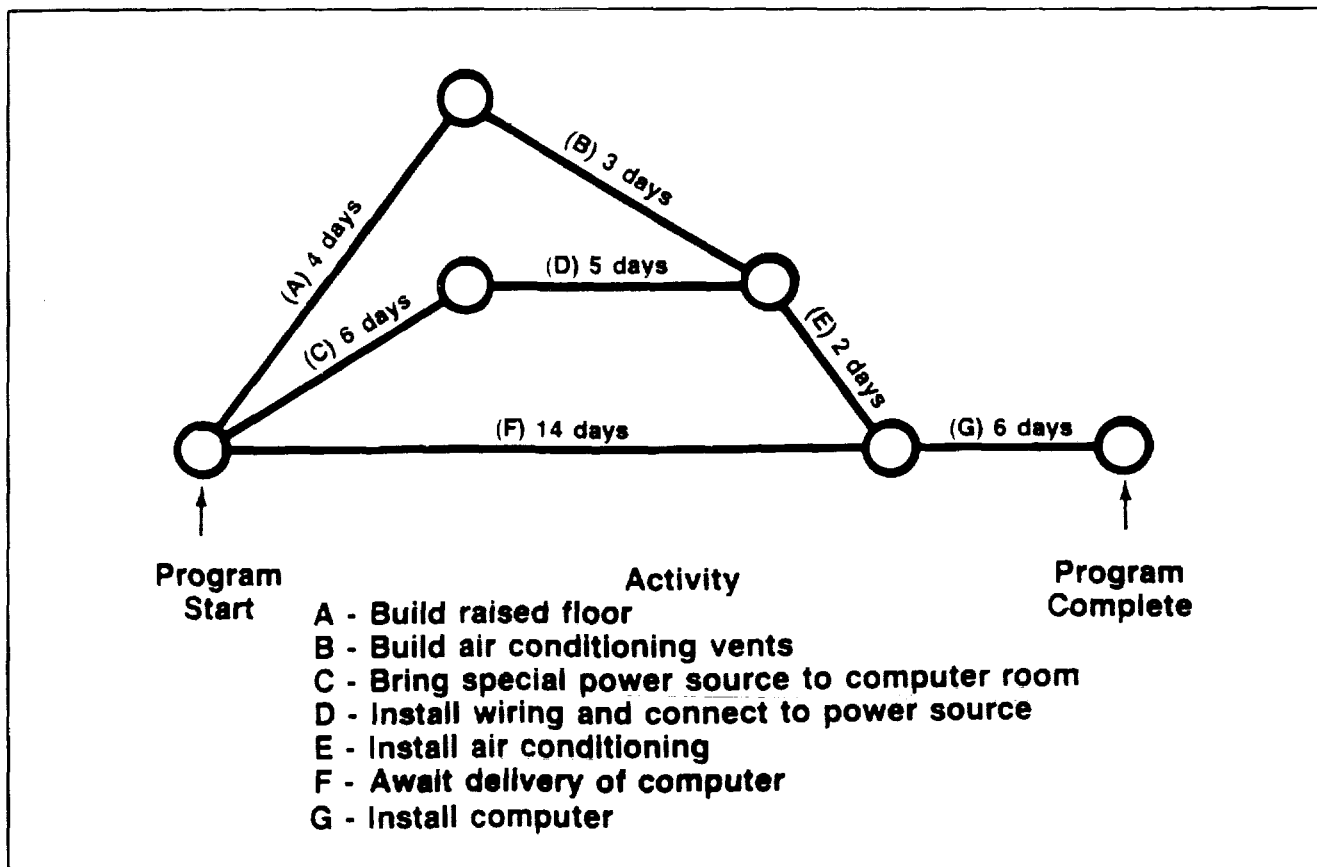 (A) 4 days
(B) 3 days
(C) 6 days
(D) 5 days
(E) 2 days
(F) 14 days
(G) 6 days
Program
Start
Program
Complete
Activity
A - Build raised floor
B - Build air conditioning vents
C - Bring special power source to computer room
D - Install wiring and connect to power source
E - Install air conditioning
F - Await delivery of computer
G - Install computer